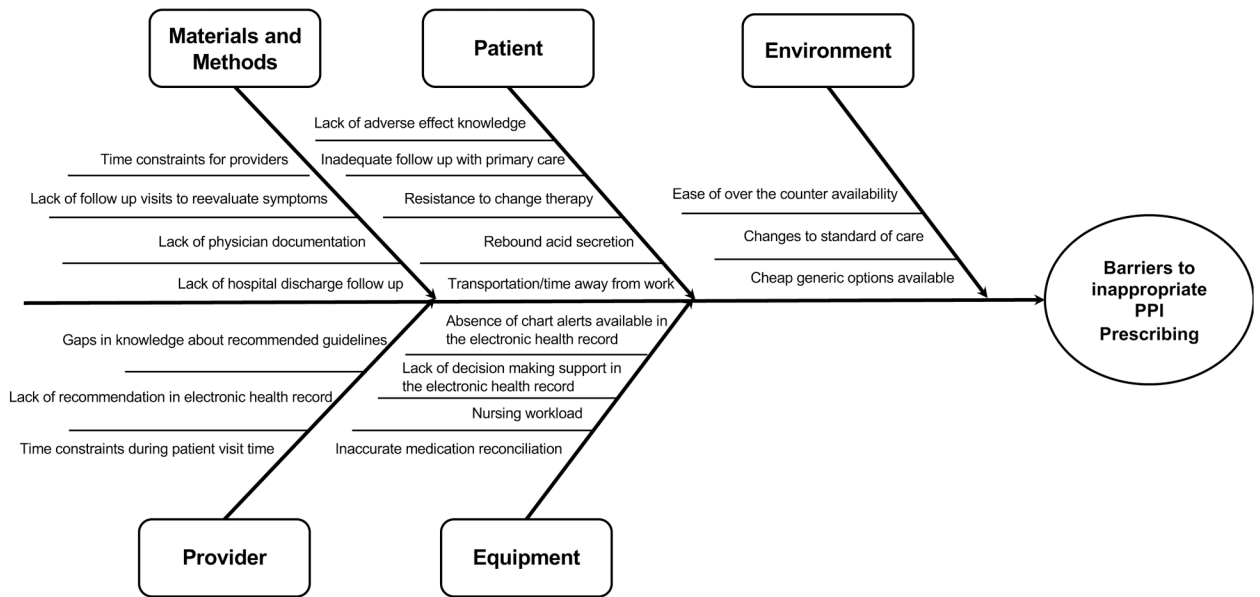 Materials and
Methods
Patient
Environment
Lack of adverse effect knowledge
Time constraints for providers
Inadequate follow up with primary care
Lack of follow up visits to reevaluate symptoms
Resistance to change therapy
Ease of over the counter availability
Lack of physician documentation
Rebound acid secretion
Changes to standard of care
Lack of hospital discharge follow up
Transportation/time away from work
Cheap generic options available
Barriers to
inappropriate
PPI
Prescribing
Gaps in knowledge about recommended guidelines
Absence of chart alerts available in
the electronic health record
Lack of recommendation in electronic health record
Lack of decision making support in
the electronic health record
Nursing workload
Time constraints during patient visit time
Inaccurate medication reconciliation
Provider
Equipment